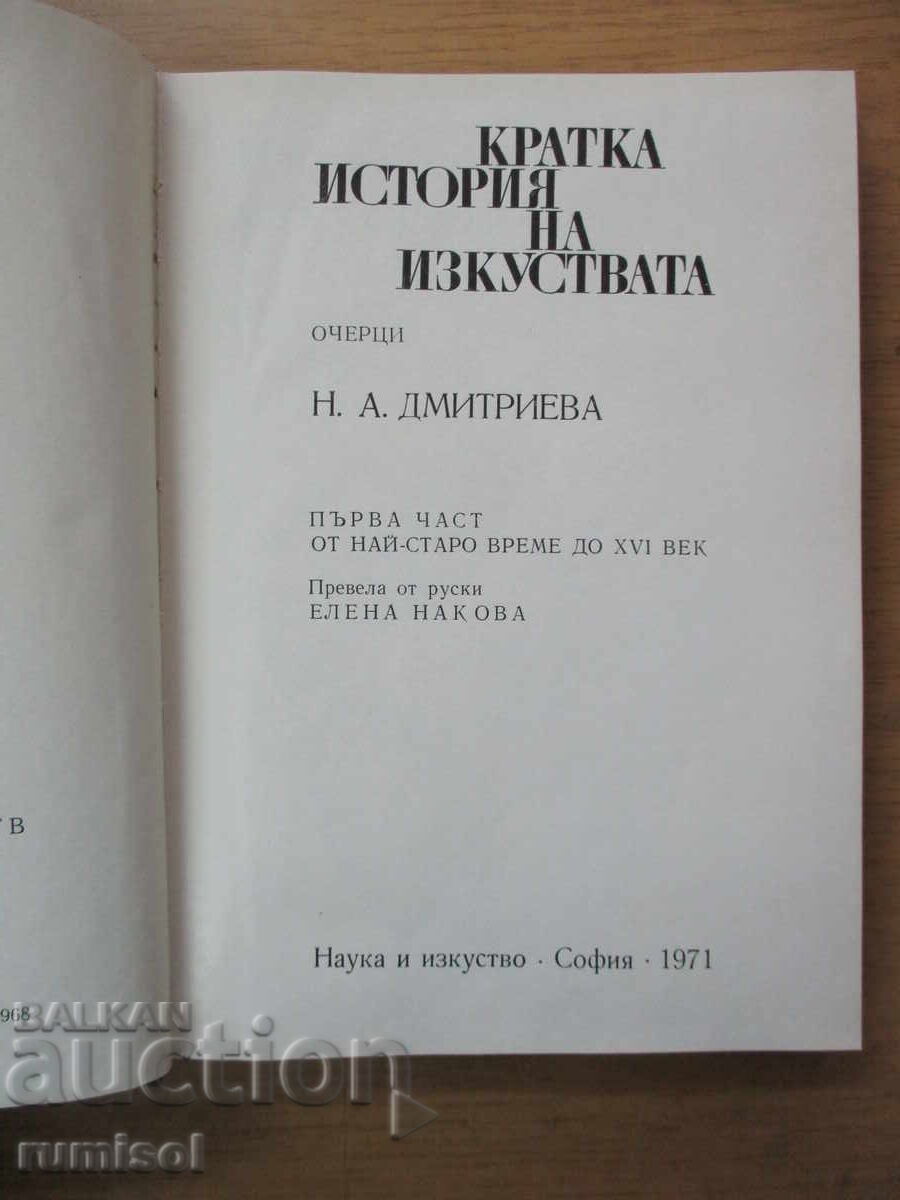 КРАТКА
ИСТОРИЯ
НА
ИЗКУСТВАТА
ОЧЕРЦИ
Н. А. ДМИТРИЕВА
ПЪРВА ЧАСТ
ОТ НАЙ-СТАРО ВРЕМЕ ДО XVI ВЕК
Превела от руски
ЕЛЕНА НАКОВА
В
Наука и изкуство · София · 1971
968
BALKAN
auction
rumisol